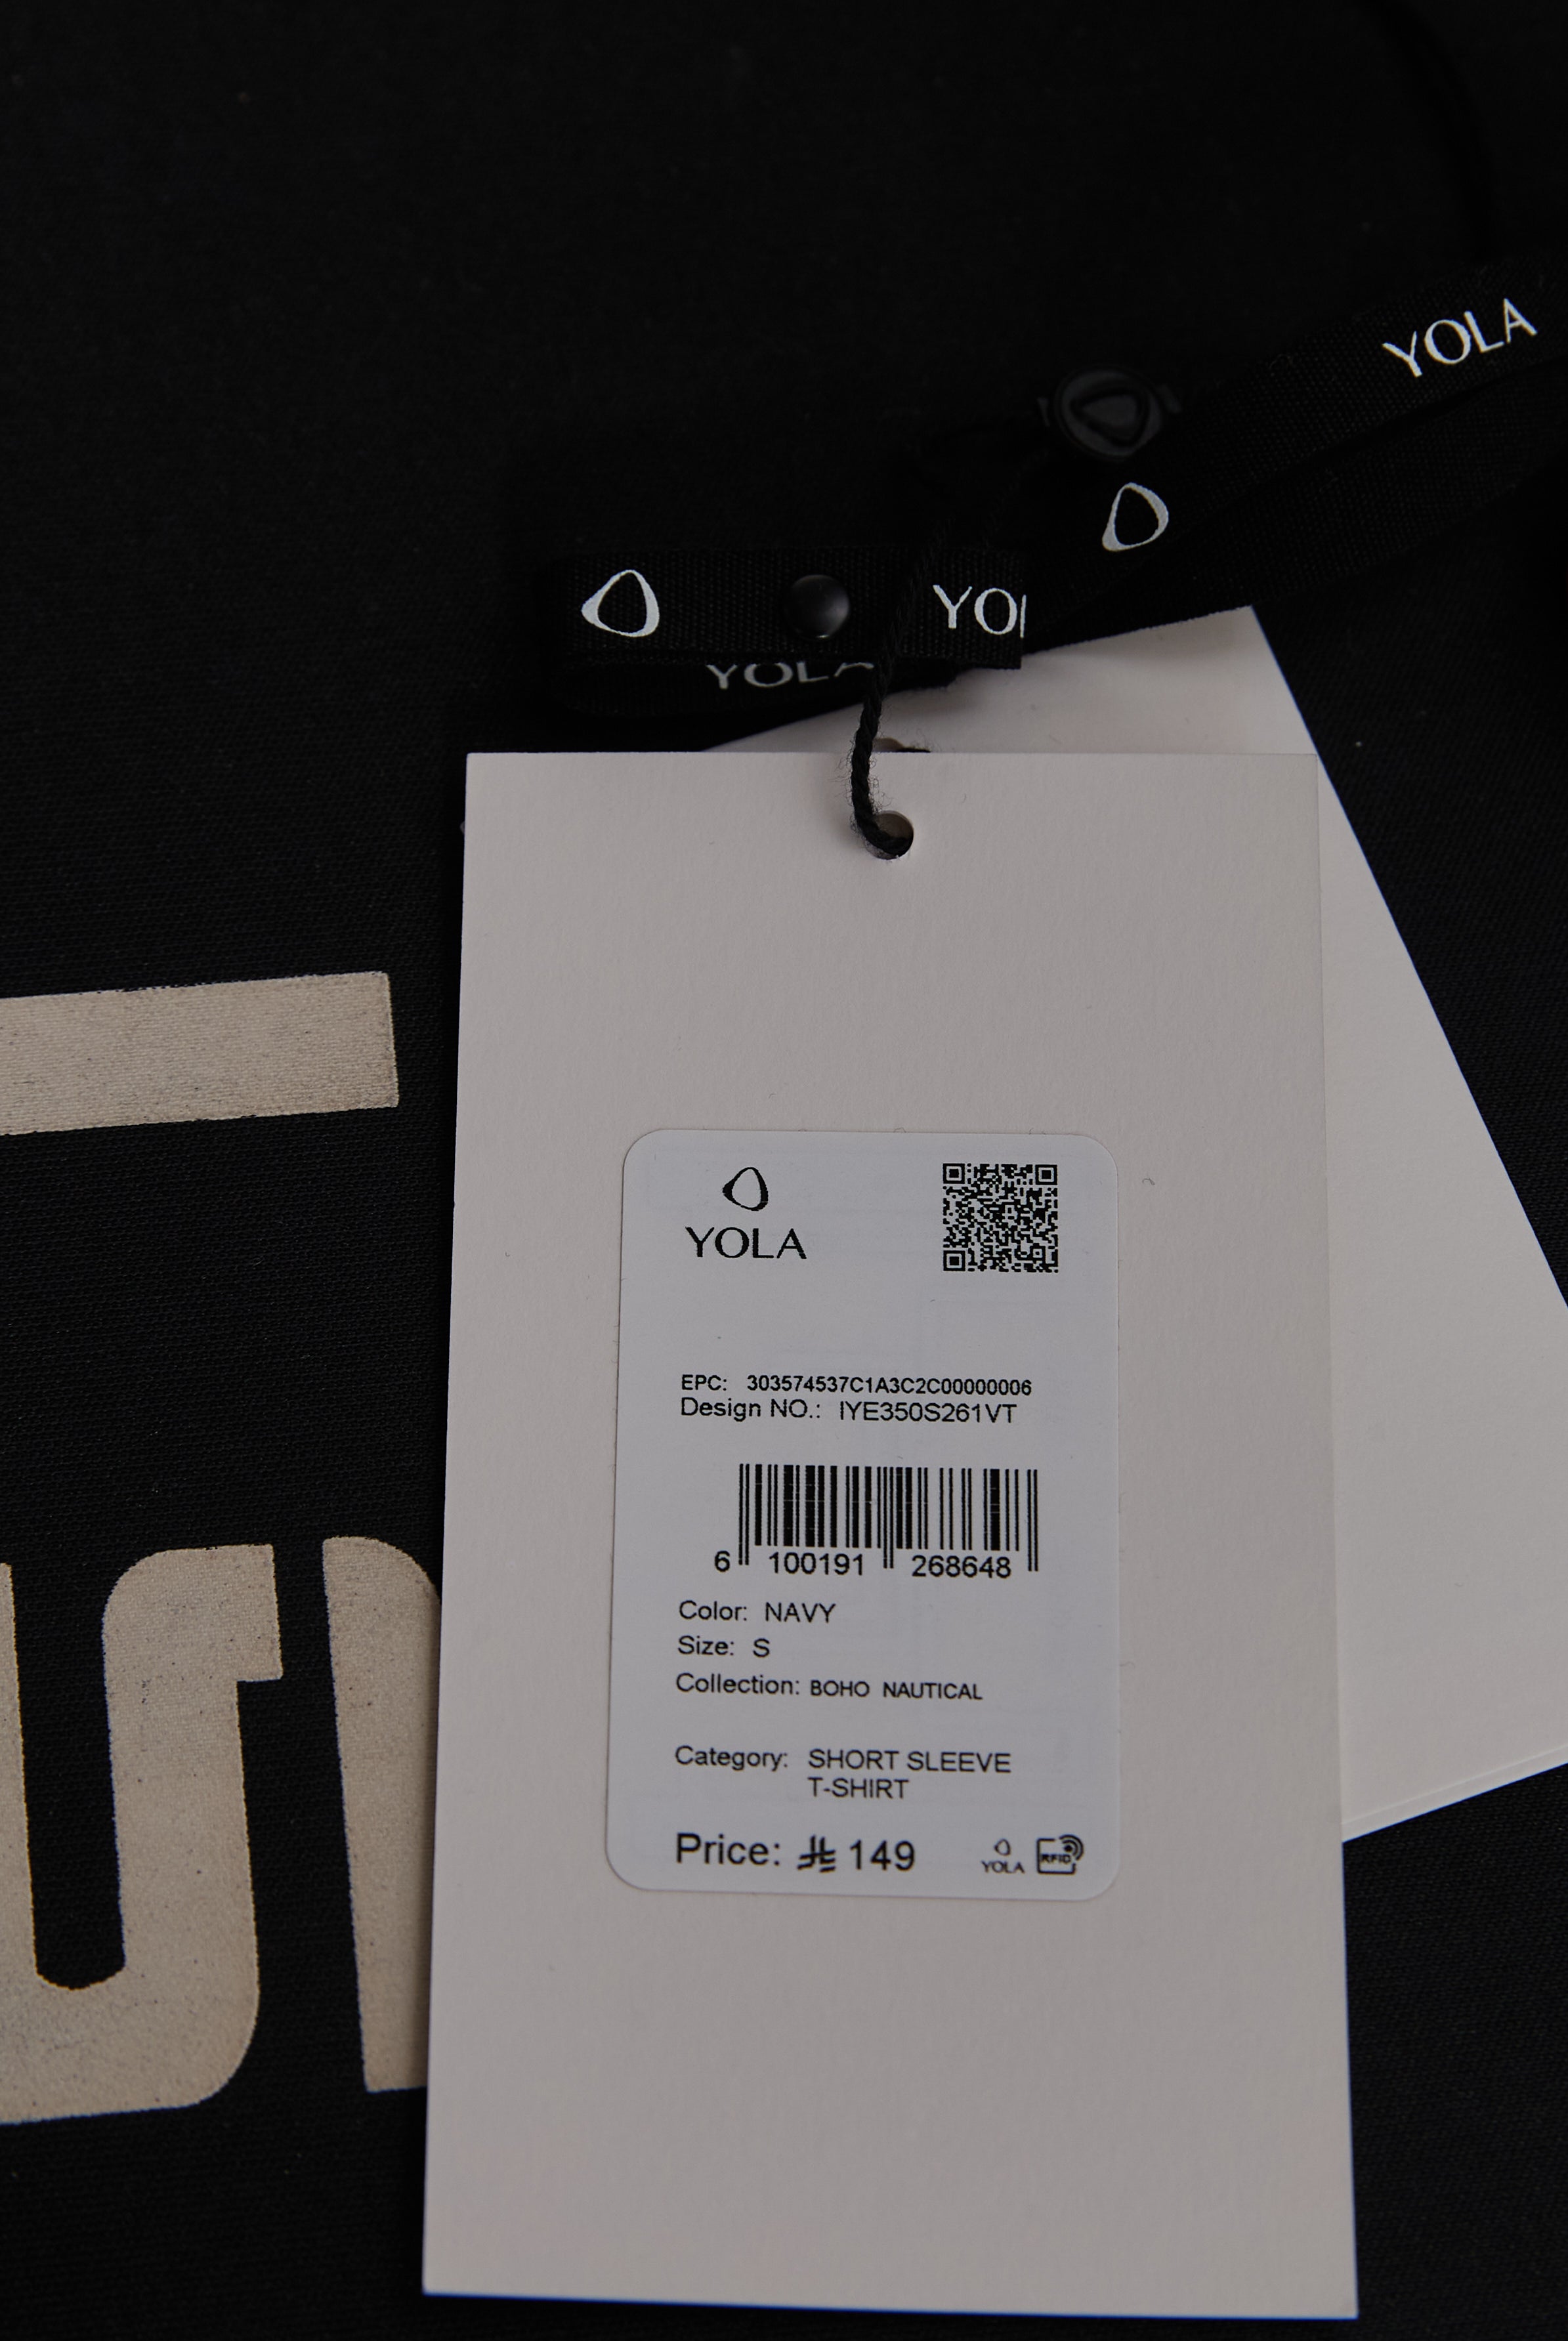 YOLA
YO
YOLA
YOLA
EPC: 303574537C1A3C2C00000006
Design NO.: IYE350S261VT
6 100191 268648
Color: NAVY
Size: S
Collection: BOHO NAUTICAL
Category: SHORT SLEEVE
T-SHIRT
Price: ⃁ 149
YOLA
RFID